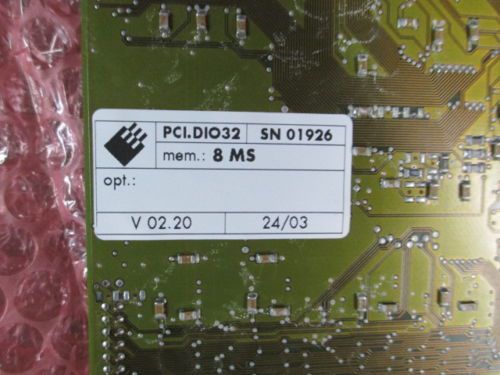 PCI.DIO32 SN 01926
mem.: 8 MS
opt.:
V 02.20 24/03